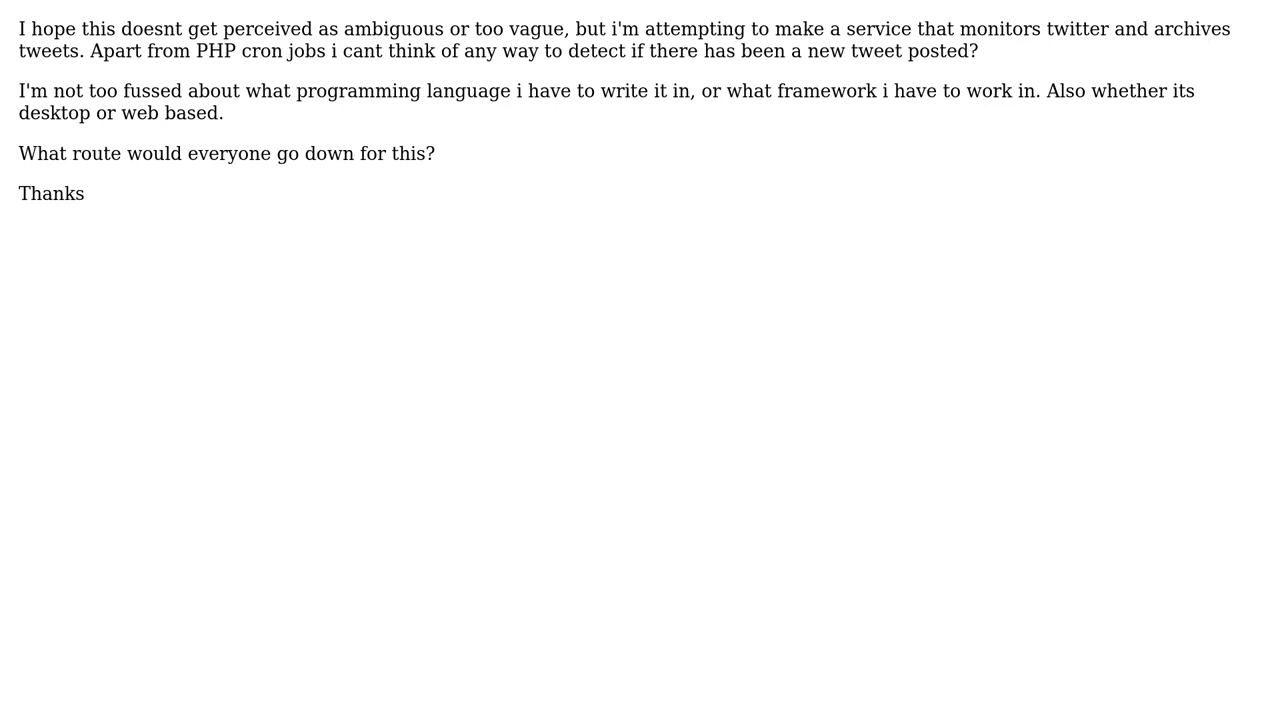 I hope this doesnt get perceived as ambiguous or too vague, but i'm attempting to make a service that monitors twitter and archives
tweets. Apart from PHP cron jobs i cant think of any way to detect if there has been a new tweet posted?
I'm not too fussed about what programming language i have to write it in, or what framework i have to work in. Also whether its
desktop or web based.
What route would everyone go down for this?
Thanks